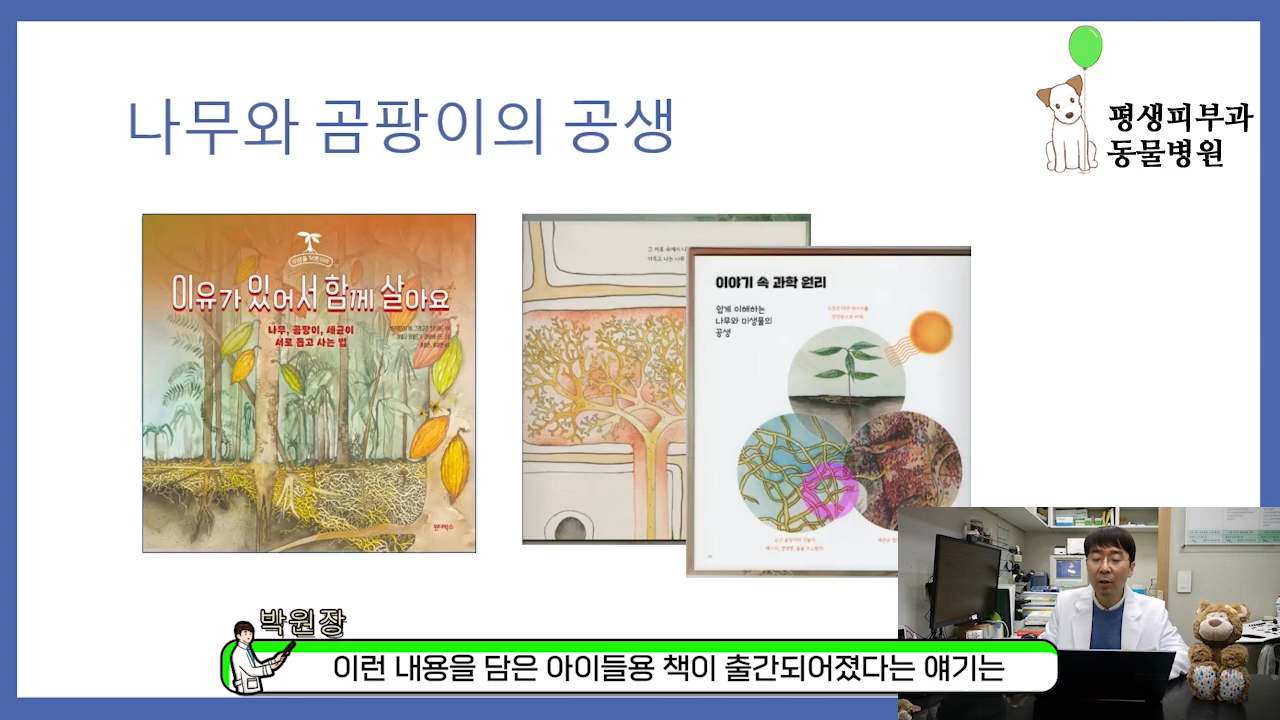 나무와 곰팡이의 공생
평생피부과
동물병원
이유가 있어서 함께 살아요
나무, 곰팡이, 세균이
서로 돕고 사는 법
이야기 속 과학 원리
쉽게 이해하는
나무와 미생물의
공생
박원장
이런 내용을 담은 아이들용 책이 출간되어졌다는 얘기는